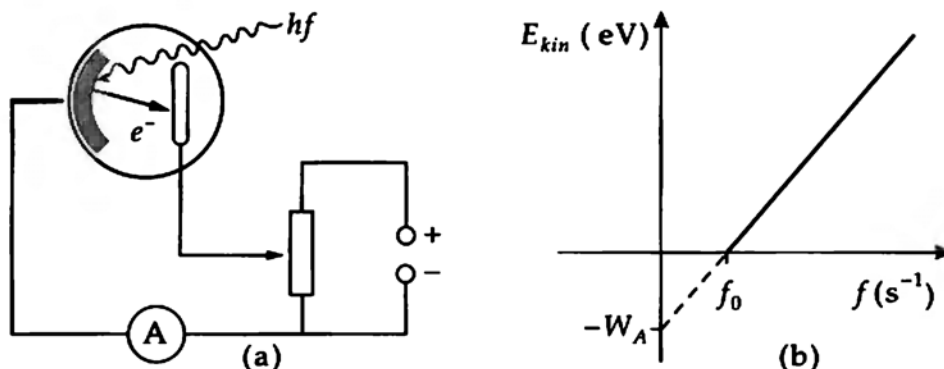 hf
e⁻
+
−
A
(a)
E_kin (eV)
f₀
f (s⁻¹)
−W_A
(b)